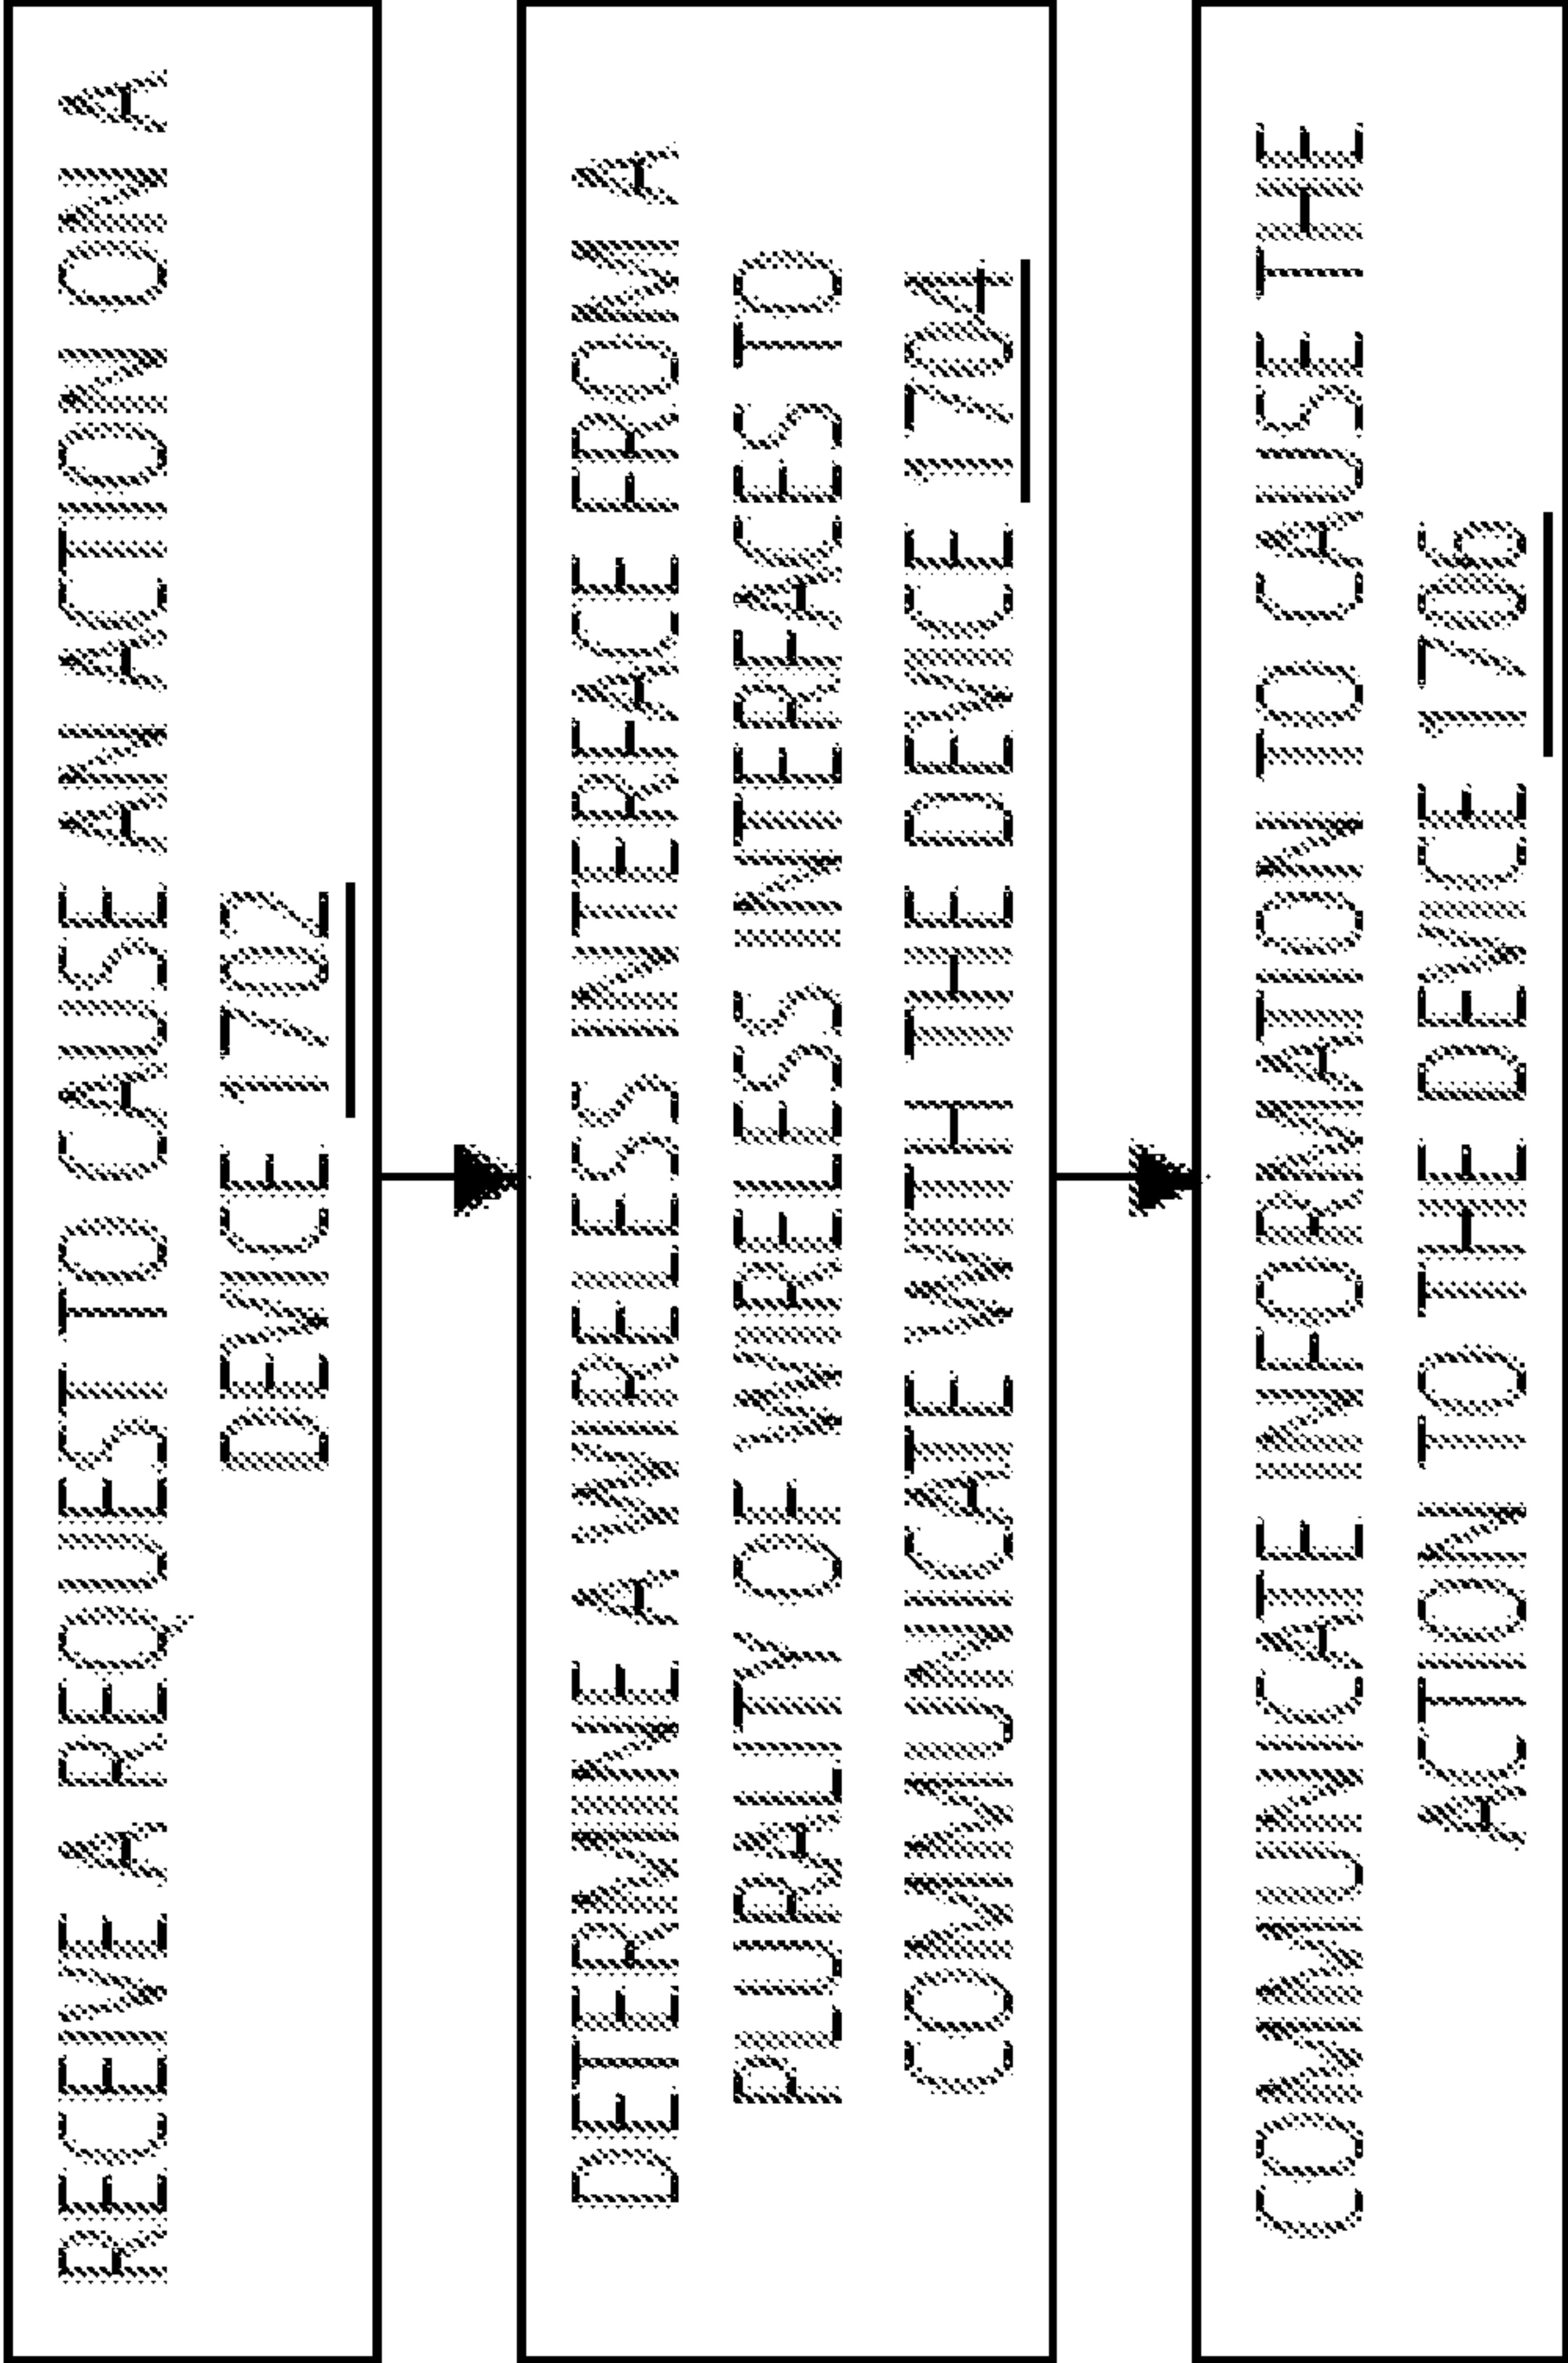 RECEIVE A REQUEST TO CAUSE AN ACTION ON A
DEVICE 1702
DETERMINE A WIRELESS INTERFACE FROM A
PLURALITY OF WIRELESS INTERFACES TO
COMMUNICATE WITH THE DEVICE 1704
COMMUNICATE INFORMATION TO CAUSE THE
ACTION TO THE DEVICE 1706